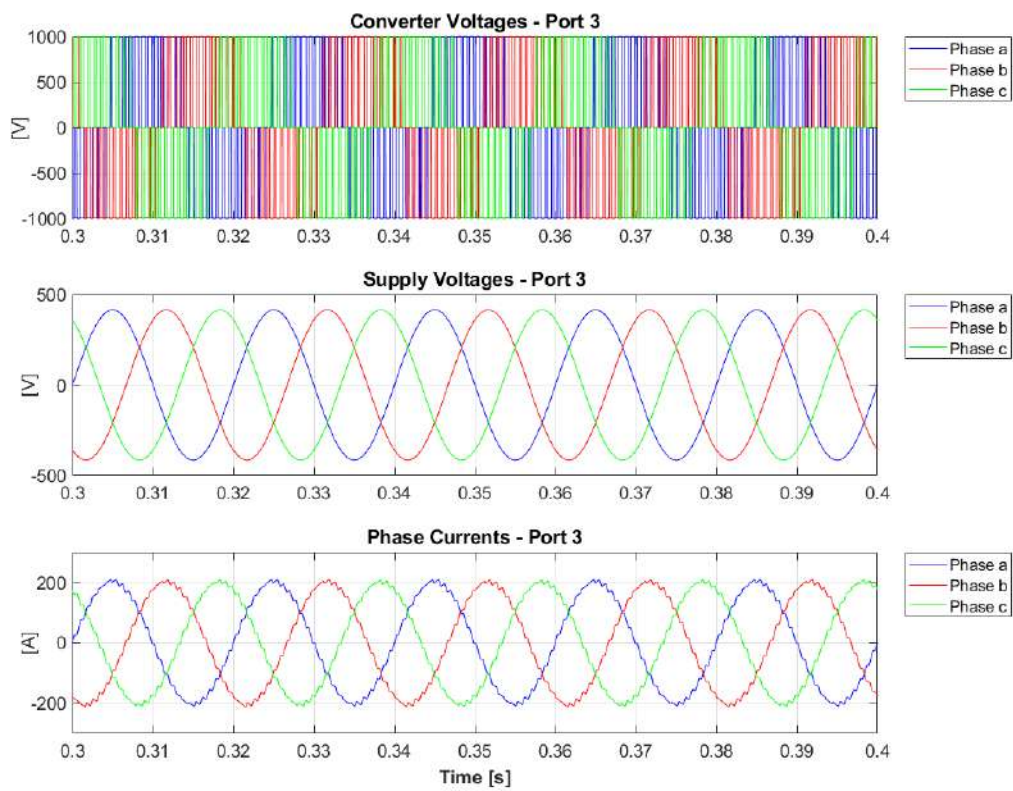 Converter Voltages - Port 3
1000
500
0
-500
-1000
[V]
0.3 0.31 0.32 0.33 0.34 0.35 0.36 0.37 0.38 0.39 0.4
Phase a
Phase b
Phase c
Supply Voltages - Port 3
500
0
-500
[V]
0.3 0.31 0.32 0.33 0.34 0.35 0.36 0.37 0.38 0.39 0.4
Phase a
Phase b
Phase c
Phase Currents - Port 3
200
0
-200
[A]
0.3 0.31 0.32 0.33 0.34 0.35 0.36 0.37 0.38 0.39 0.4
Time [s]
Phase a
Phase b
Phase c